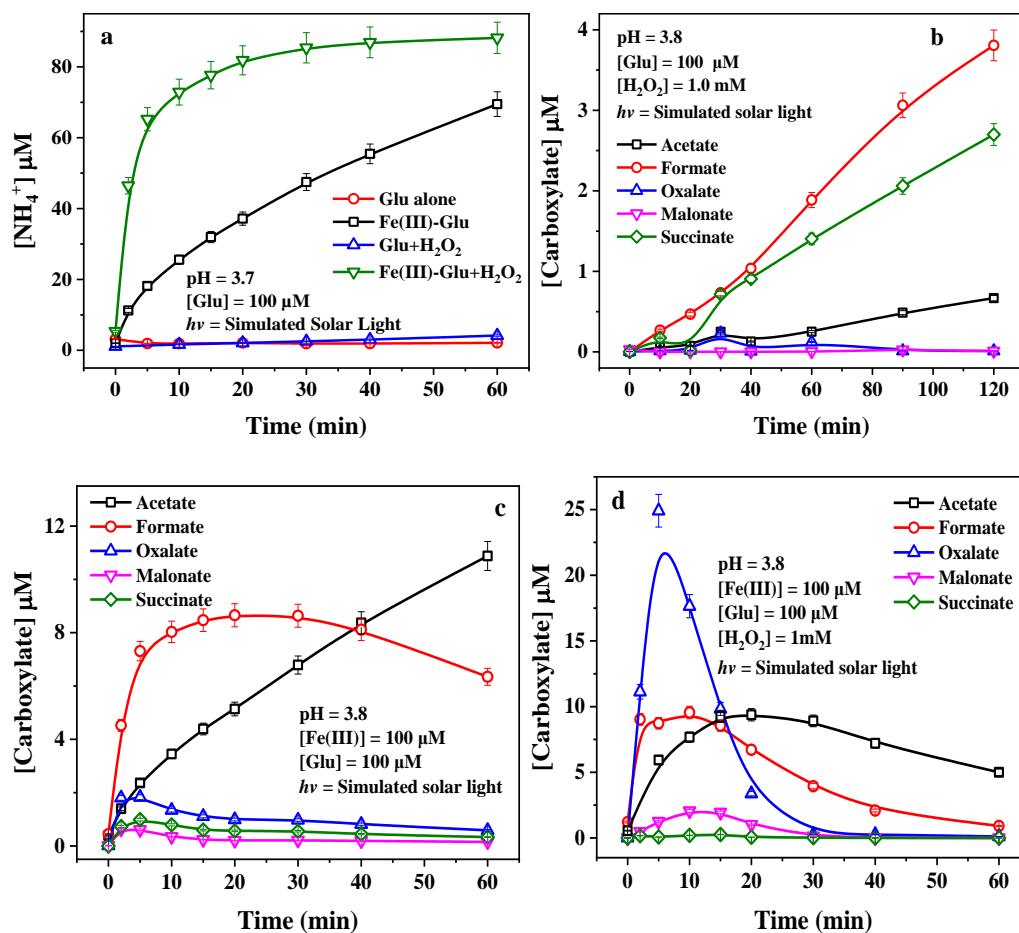 a
80
60
40
20
0
[NH₄⁺] μM
Glu alone
Fe(III)-Glu
Glu+H₂O₂
Fe(III)-Glu+H₂O₂
pH = 3.7
[Glu] = 100 μM
hv = Simulated Solar Light
0 10 20 30 40 50 60
Time (min)
b
4
3
2
1
0
[Carboxylate] μM
pH = 3.8
[Glu] = 100 μM
[H₂O₂] = 1.0 mM
hv = Simulated solar light
Acetate
Formate
Oxalate
Malonate
Succinate
0 20 40 60 80 100 120
Time (min)
c
12
8
4
0
[Carboxylate] μM
Acetate
Formate
Oxalate
Malonate
Succinate
pH = 3.8
[Fe(III)] = 100 μM
[Glu] = 100 μM
hv = Simulated solar light
0 10 20 30 40 50 60
Time (min)
d
25
20
15
10
5
0
[Carboxylate] μM
Acetate
Formate
Oxalate
Malonate
Succinate
pH = 3.8
[Fe(III)] = 100 μM
[Glu] = 100 μM
[H₂O₂] = 1mM
hv = Simulated solar light
0 10 20 30 40 50 60
Time (min)